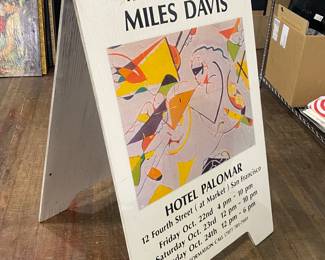 MILES DAVIS
HOTEL PALOMAR
12 Fourth Street ( at Market ) San Francisco
Friday Oct. 22nd 4 pm - 10 pm
Saturday Oct. 23rd 12 pm - 10 pm
day Oct. 24th 12 pm - 6 pm